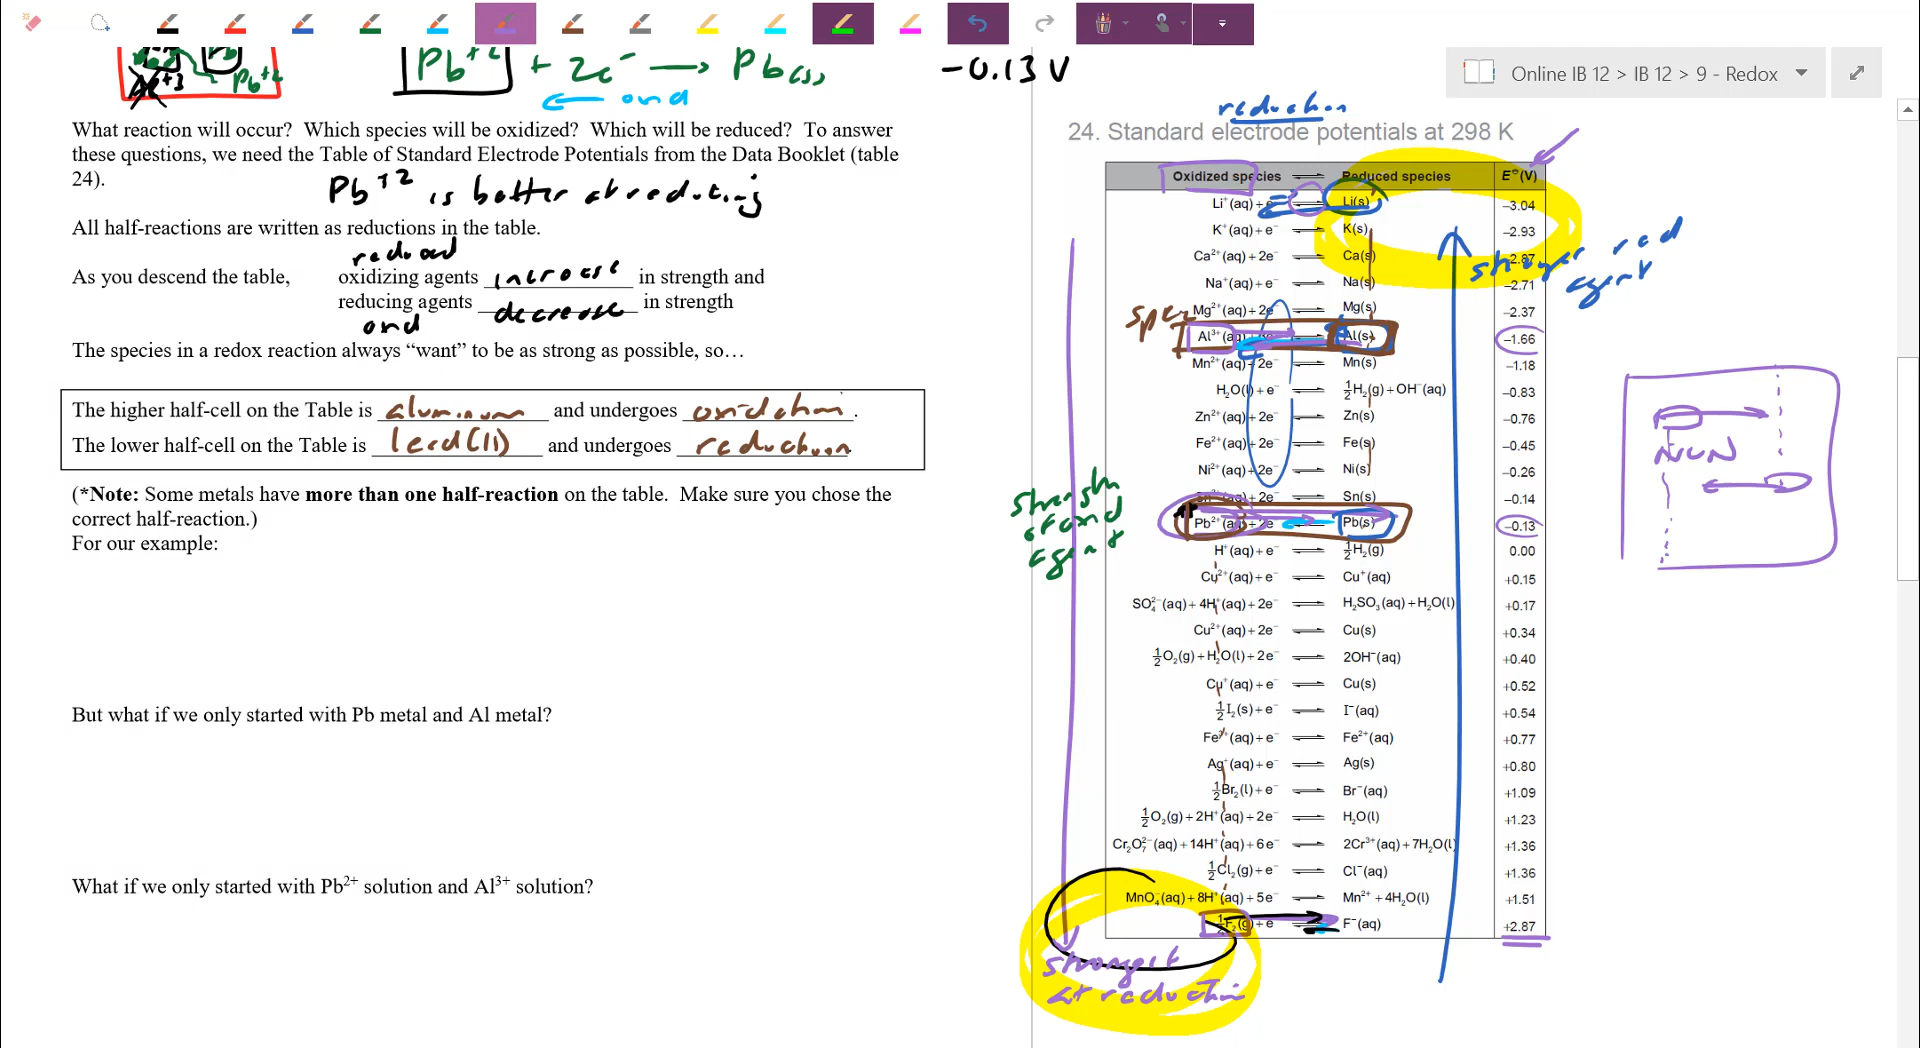 Online IB 12 > IB 12 > 9 - Redox
Pb⁺² + 2e⁻ → Pb(s)
-0.13 V
Pb⁺²
+3
What reaction will occur?  Which species will be oxidized?  Which will be reduced?  To answer
these questions, we need the Table of Standard Electrode Potentials from the Data Booklet (table
24).
Pb⁺² is better at reducing
All half-reactions are written as reductions in the table.
As you descend the table,
oxidizing agents increase in strength and
reducing agents decrease in strength
The species in a redox reaction always “want” to be as strong as possible, so…
The higher half-cell on the Table is aluminum and undergoes oxidation.
The lower half-cell on the Table is lead(II) and undergoes reduction.
(*Note: Some metals have more than one half-reaction on the table.  Make sure you chose the
correct half-reaction.)
For our example:
But what if we only started with Pb metal and Al metal?
What if we only started with Pb²⁺ solution and Al³⁺ solution?
reduction
24. Standard electrode potentials at 298 K
Oxidized species ⇌ Reduced species E⊖(V)
Li⁺(aq) + e⁻ ⇌ Li(s) –3.04
K⁺(aq) + e⁻ ⇌ K(s) –2.93
Ca²⁺(aq) + 2e⁻ ⇌ Ca(s) –2.87
Na⁺(aq) + e⁻ ⇌ Na(s) –2.71
Mg²⁺(aq) + 2e⁻ ⇌ Mg(s) –2.37
Al³⁺(aq) + 3e⁻ ⇌ Al(s) –1.66
Mn²⁺(aq) + 2e⁻ ⇌ Mn(s) –1.18
H₂O(l) + e⁻ ⇌ ½H₂(g) + OH⁻(aq) –0.83
Zn²⁺(aq) + 2e⁻ ⇌ Zn(s) –0.76
Fe²⁺(aq) + 2e⁻ ⇌ Fe(s) –0.45
Ni²⁺(aq) + 2e⁻ ⇌ Ni(s) –0.26
Sn²⁺(aq) + 2e⁻ ⇌ Sn(s) –0.14
Pb²⁺(aq) + 2e⁻ ⇌ Pb(s) –0.13
H⁺(aq) + e⁻ ⇌ ½H₂(g) 0.00
Cu²⁺(aq) + e⁻ ⇌ Cu⁺(aq) +0.15
SO₄²⁻(aq) + 4H⁺(aq) + 2e⁻ ⇌ H₂SO₃(aq) + H₂O(l) +0.17
Cu²⁺(aq) + 2e⁻ ⇌ Cu(s) +0.34
½O₂(g) + H₂O(l) + 2e⁻ ⇌ 2OH⁻(aq) +0.40
Cu⁺(aq) + e⁻ ⇌ Cu(s) +0.52
½I₂(s) + e⁻ ⇌ I⁻(aq) +0.54
Fe³⁺(aq) + e⁻ ⇌ Fe²⁺(aq) +0.77
Ag⁺(aq) + e⁻ ⇌ Ag(s) +0.80
½Br₂(l) + e⁻ ⇌ Br⁻(aq) +1.09
½O₂(g) + 2H⁺(aq) + 2e⁻ ⇌ H₂O(l) +1.23
Cr₂O₇²⁻(aq) + 14H⁺(aq) + 6e⁻ ⇌ 2Cr³⁺(aq) + 7H₂O(l) +1.36
½Cl₂(g) + e⁻ ⇌ Cl⁻(aq) +1.36
MnO₄⁻(aq) + 8H⁺(aq) + 5e⁻ ⇌ Mn²⁺ + 4H₂O(l) +1.51
½F₂(g) + e⁻ ⇌ F⁻(aq) +2.87
stronger red
agent
strength
of
agent
strongest
at reduction